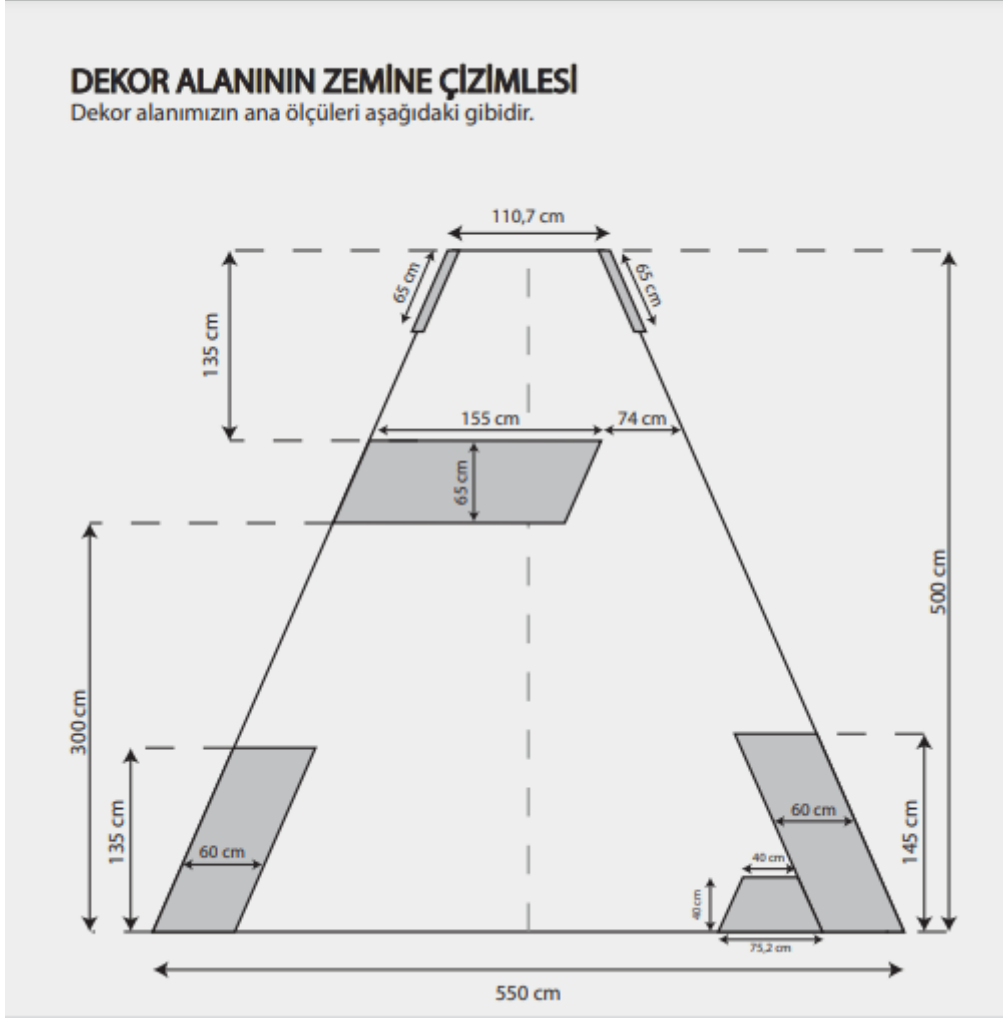 DEKOR ALANININ ZEMİNE ÇİZİMLESİ
Dekor alanımızın ana ölçüleri aşağıdaki gibidir.
110,7 cm
65 cm
65 cm
135 cm
155 cm
74 cm
65 cm
500 cm
300 cm
135 cm
60 cm
60 cm
145 cm
40 cm
40 cm
75,2 cm
550 cm